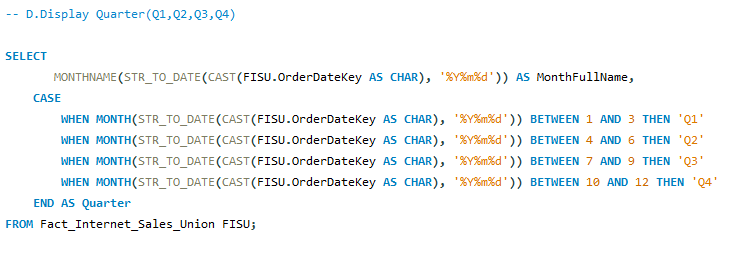 -- D.Display Quarter(Q1,Q2,Q3,Q4)
SELECT
MONTHNAME(STR_TO_DATE(CAST(FISU.OrderDateKey AS CHAR), '%Y%m%d')) AS MonthFullName,
CASE
WHEN MONTH(STR_TO_DATE(CAST(FISU.OrderDateKey AS CHAR), '%Y%m%d')) BETWEEN 1 AND 3 THEN 'Q1'
WHEN MONTH(STR_TO_DATE(CAST(FISU.OrderDateKey AS CHAR), '%Y%m%d')) BETWEEN 4 AND 6 THEN 'Q2'
WHEN MONTH(STR_TO_DATE(CAST(FISU.OrderDateKey AS CHAR), '%Y%m%d')) BETWEEN 7 AND 9 THEN 'Q3'
WHEN MONTH(STR_TO_DATE(CAST(FISU.OrderDateKey AS CHAR), '%Y%m%d')) BETWEEN 10 AND 12 THEN 'Q4'
END AS Quarter
FROM Fact_Internet_Sales_Union FISU;